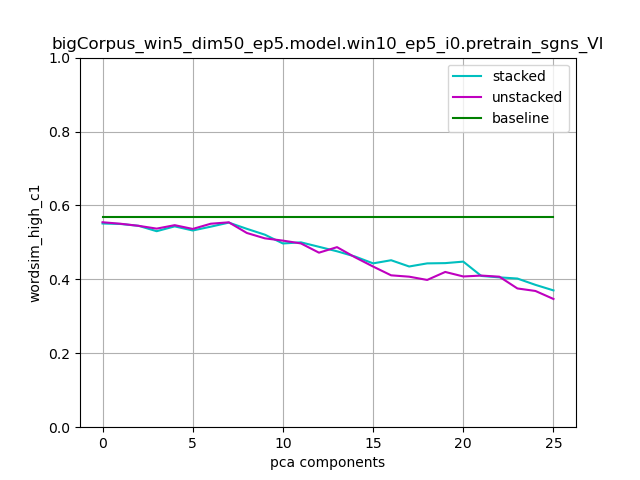 bigCorpus_win5_dim50_ep5.model.win10_ep5_i0.pretrain_sgns_VI
1.0
0.8
0.6
0.4
0.2
0.0
wordsim_high_c1
stacked
unstacked
baseline
0 5 10 15 20 25
pca components